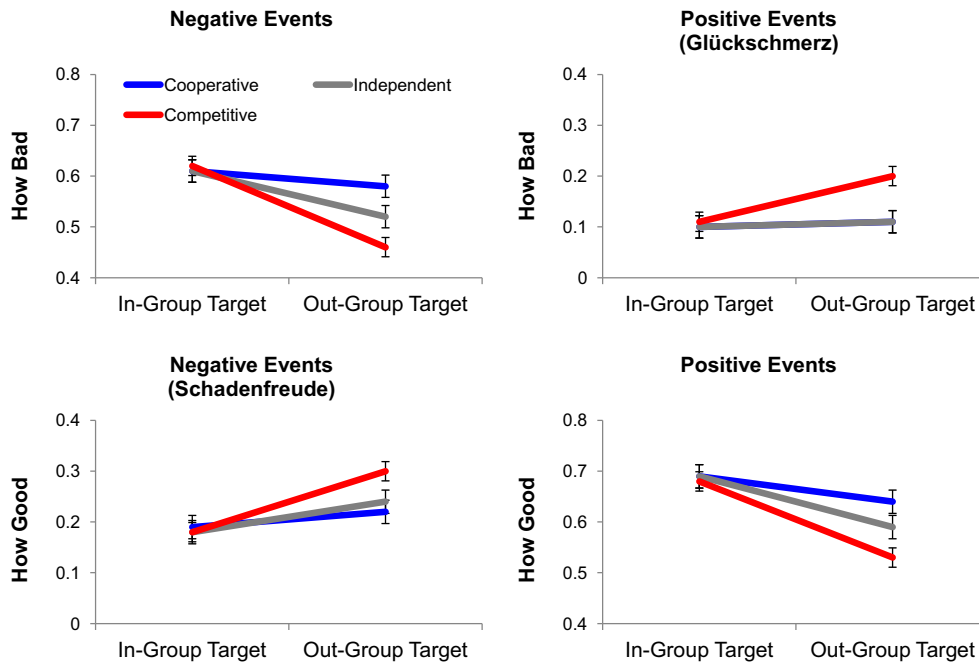 Negative Events
How Bad
0.8
0.7
0.6
0.5
0.4
Cooperative
Independent
Competitive
In-Group Target
Out-Group Target
Positive Events
(Glückschmerz)
How Bad
0.4
0.3
0.2
0.1
0
In-Group Target
Out-Group Target
Negative Events
(Schadenfreude)
How Good
0.4
0.3
0.2
0.1
0
In-Group Target
Out-Group Target
Positive Events
How Good
0.8
0.7
0.6
0.5
0.4
In-Group Target
Out-Group Target